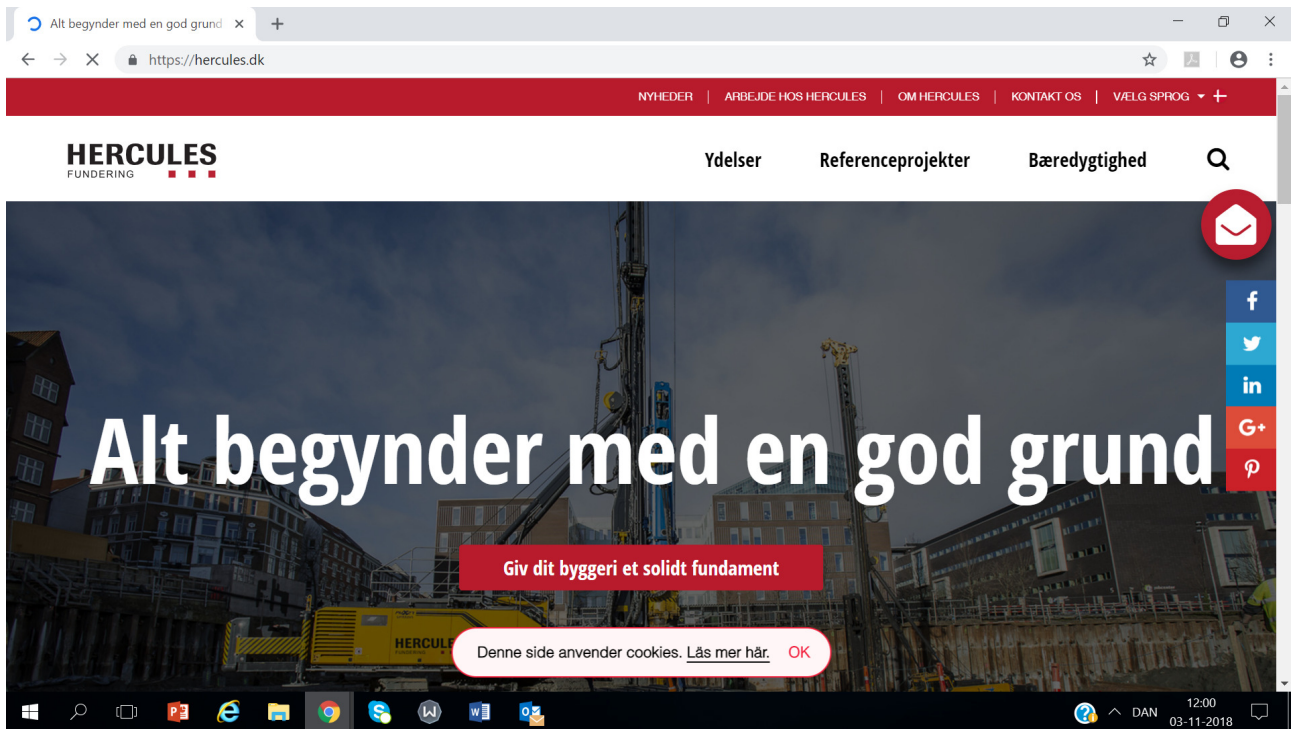 Alt begynder med en god grund
https://hercules.dk
NYHEDER | ARBEJDE HOS HERCULES | OM HERCULES | KONTAKT OS | VÆLG SPROG
HERCULES
FUNDERING
Ydelser Referenceprojekter Bæredygtighed
f
in
G+
Alt begynder med en god grund
Giv dit byggeri et solidt fundament
HERCULE
Denne side anvender cookies. Läs mer här. OK
DAN
12:00
03-11-2018